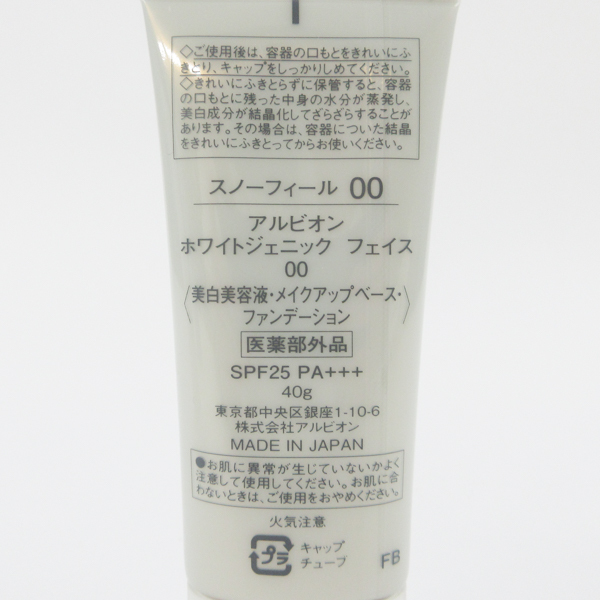 ◇ご使用後は、容器の口もとをきれいにふ
きとり、キャップをしっかりしめてください。
◇きれいにふきとらずに保管すると、容器
の口もとに残った中身の水分が蒸発し、
美白成分が結晶化してざらざらすることが
あります。その場合は、容器についた結晶
をきれいにふきとってからお使いください。
スノーフィール 00
アルビオン
ホワイトジェニック フェイス
00
〈美白美容液・メイクアップベース・
ファンデーション〉
医薬部外品
SPF25 PA+++
40g
東京都中央区銀座1-10-6
株式会社アルビオン
MADE IN JAPAN
●お肌に異常が生じていないかよく
注意して使用してください。お肌に合
わないときは、ご使用をおやめください。
火気注意
プラ
キャップ
チューブ
FB